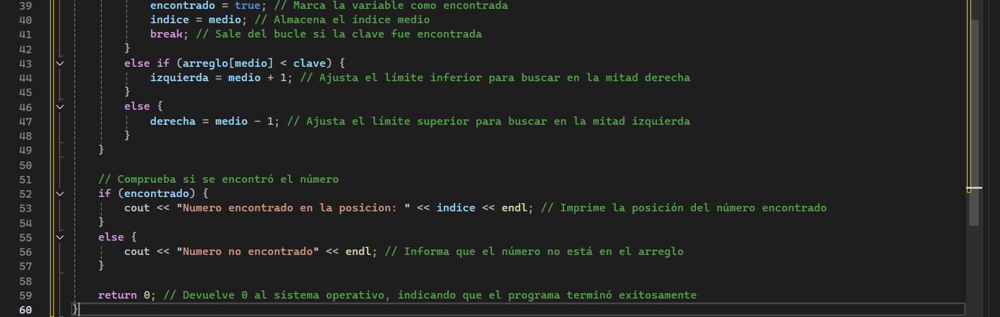 39 encontrado = true; // Marca la variable como encontrada
40 indice = medio; // Almacena el índice medio
41 break; // Sale del bucle si la clave fue encontrada
42 }
43 else if (arreglo[medio] < clave) {
44 izquierda = medio + 1; // Ajusta el límite inferior para buscar en la mitad derecha
45 }
46 else {
47 derecha = medio - 1; // Ajusta el límite superior para buscar en la mitad izquierda
48 }
49 }
50
51 // Comprueba si se encontró el número
52 if (encontrado) {
53 cout << "Numero encontrado en la posicion: " << indice << endl; // Imprime la posición del número encontrado
54 }
55 else {
56 cout << "Numero no encontrado" << endl; // Informa que el número no está en el arreglo
57 }
58
59 return 0; // Devuelve 0 al sistema operativo, indicando que el programa terminó exitosamente
60 }